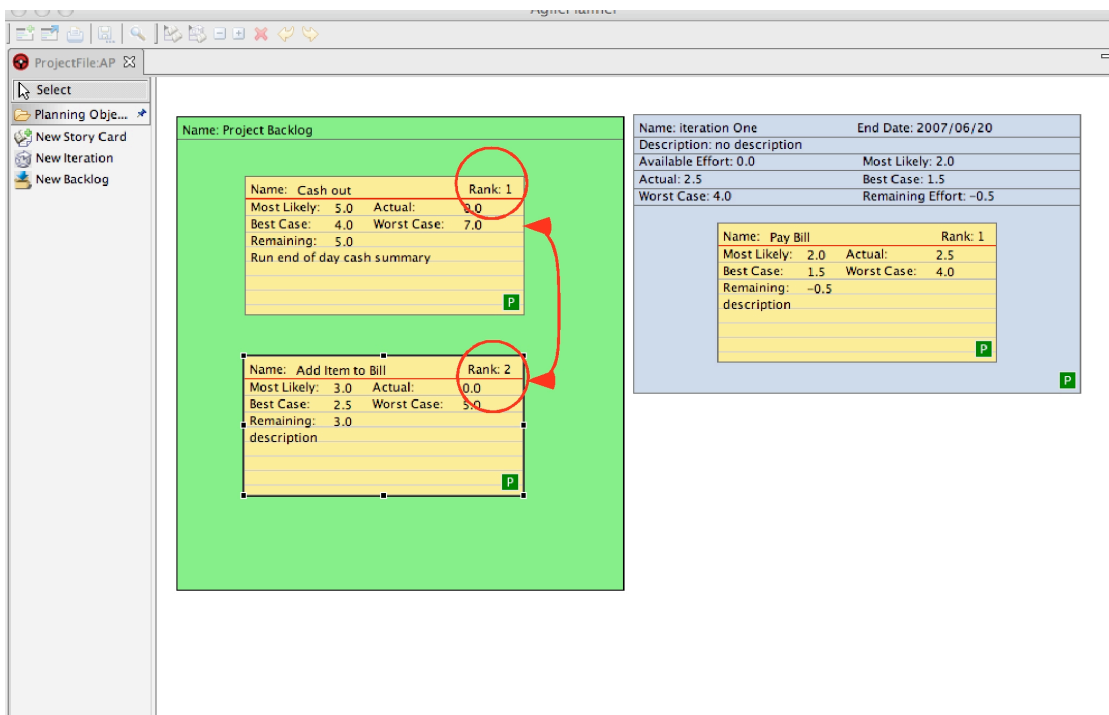 AgilePlanner
ProjectFile:AP
Select
Planning Obje...
New Story Card
New Iteration
New Backlog
Name: Project Backlog
Name: Cash out Rank: 1
Most Likely: 5.0 Actual: 0.0
Best Case: 4.0 Worst Case: 7.0
Remaining: 5.0
Run end of day cash summary
P
Name: Add Item to Bill Rank: 2
Most Likely: 3.0 Actual: 0.0
Best Case: 2.5 Worst Case: 5.0
Remaining: 3.0
description
P
Name: iteration One End Date: 2007/06/20
Description: no description
Available Effort: 0.0 Most Likely: 2.0
Actual: 2.5 Best Case: 1.5
Worst Case: 4.0 Remaining Effort: -0.5
Name: Pay Bill Rank: 1
Most Likely: 2.0 Actual: 2.5
Best Case: 1.5 Worst Case: 4.0
Remaining: -0.5
description
P
P